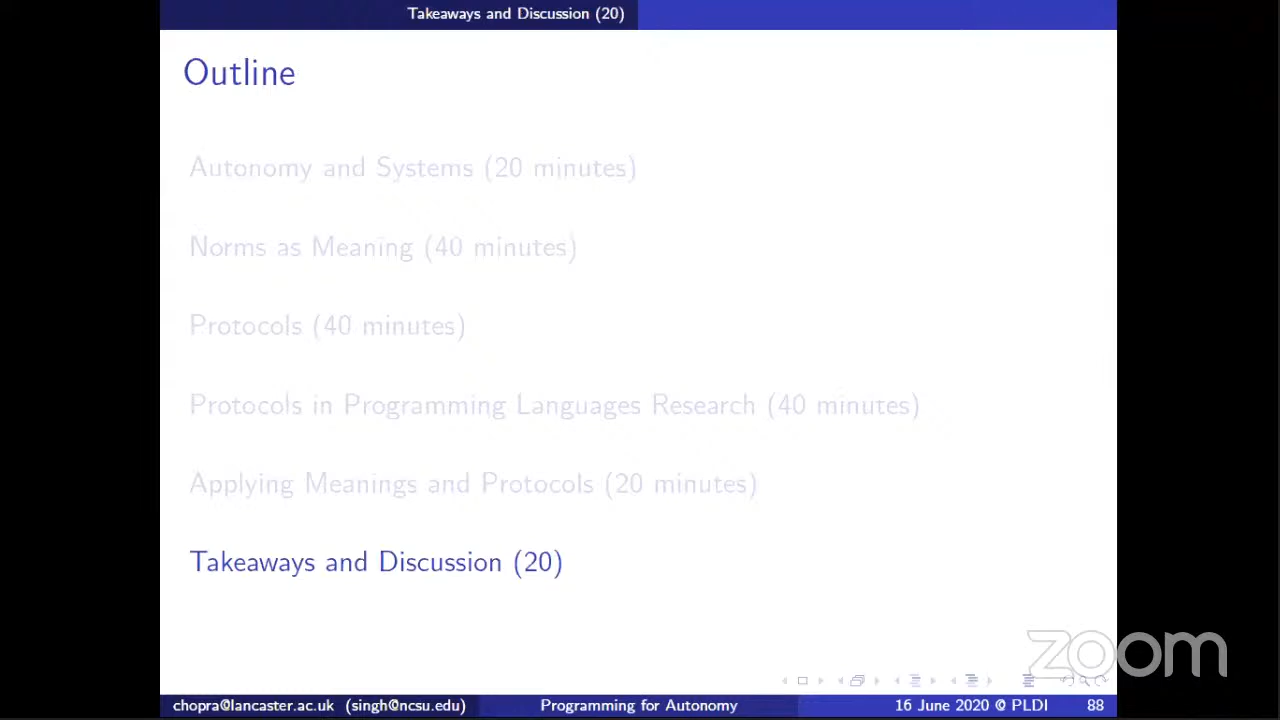 Takeaways and Discussion (20)
Outline
Autonomy and Systems (20 minutes)
Norms as Meaning (40 minutes)
Protocols (40 minutes)
Protocols in Programming Languages Research (40 minutes)
Applying Meanings and Protocols (20 minutes)
Takeaways and Discussion (20)
zoom
chopra@lancaster.ac.uk (singh@ncsu.edu) Programming for Autonomy 16 June 2020 @ PLDI 88